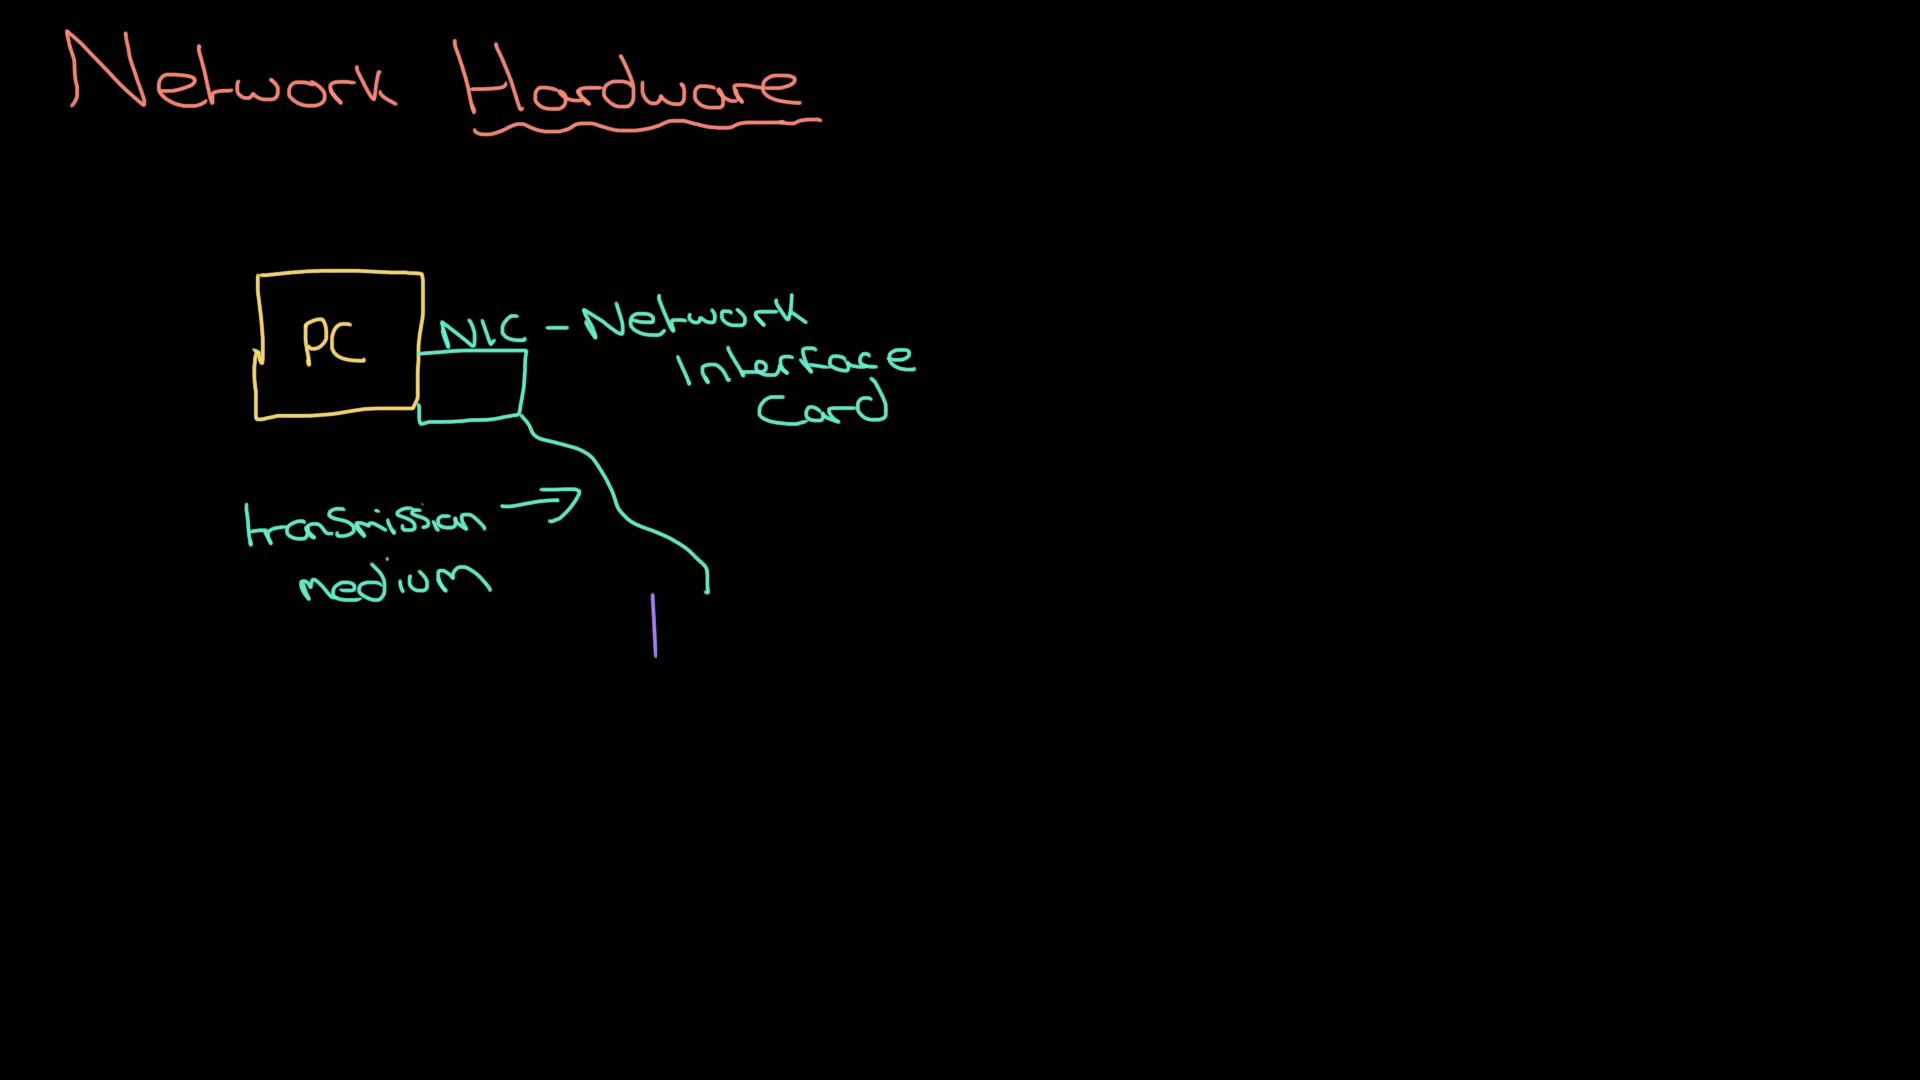 Network Hardware
PC
NIC - Network
Interface
Card
transmission
medium